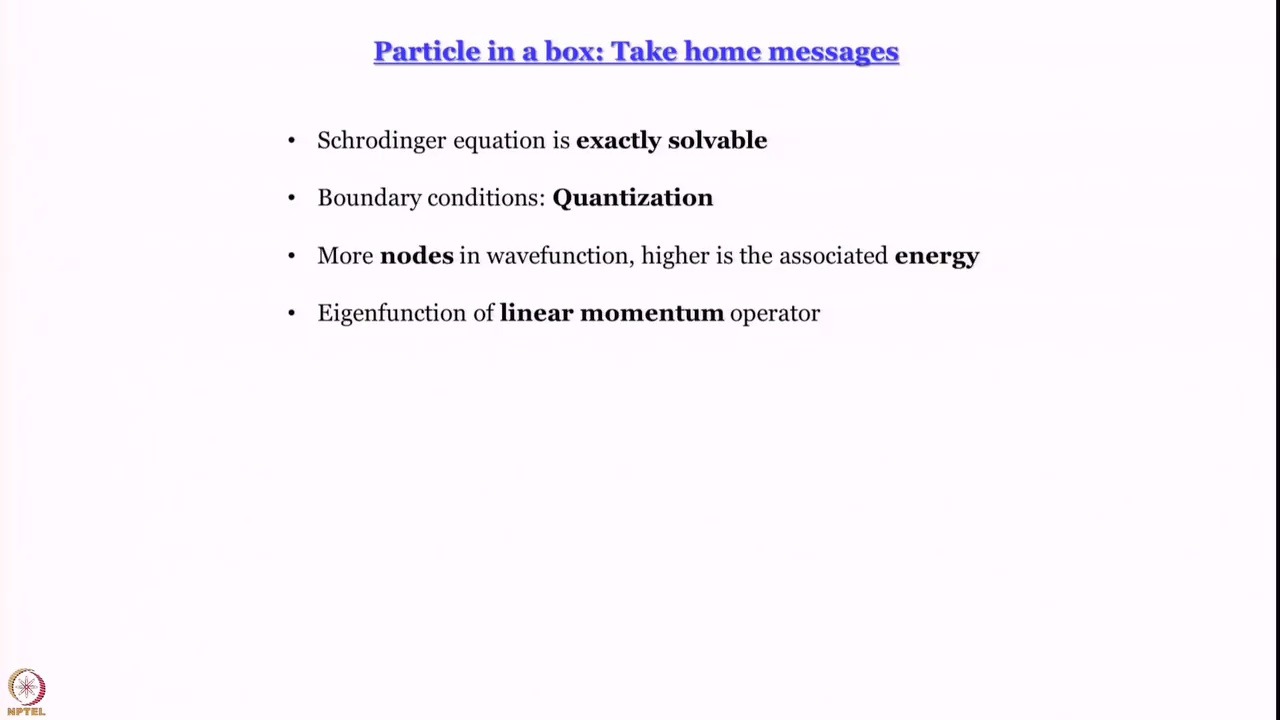 Particle in a box: Take home messages
• Schrodinger equation is exactly solvable
• Boundary conditions: Quantization
• More nodes in wavefunction, higher is the associated energy
• Eigenfunction of linear momentum operator
NPTEL